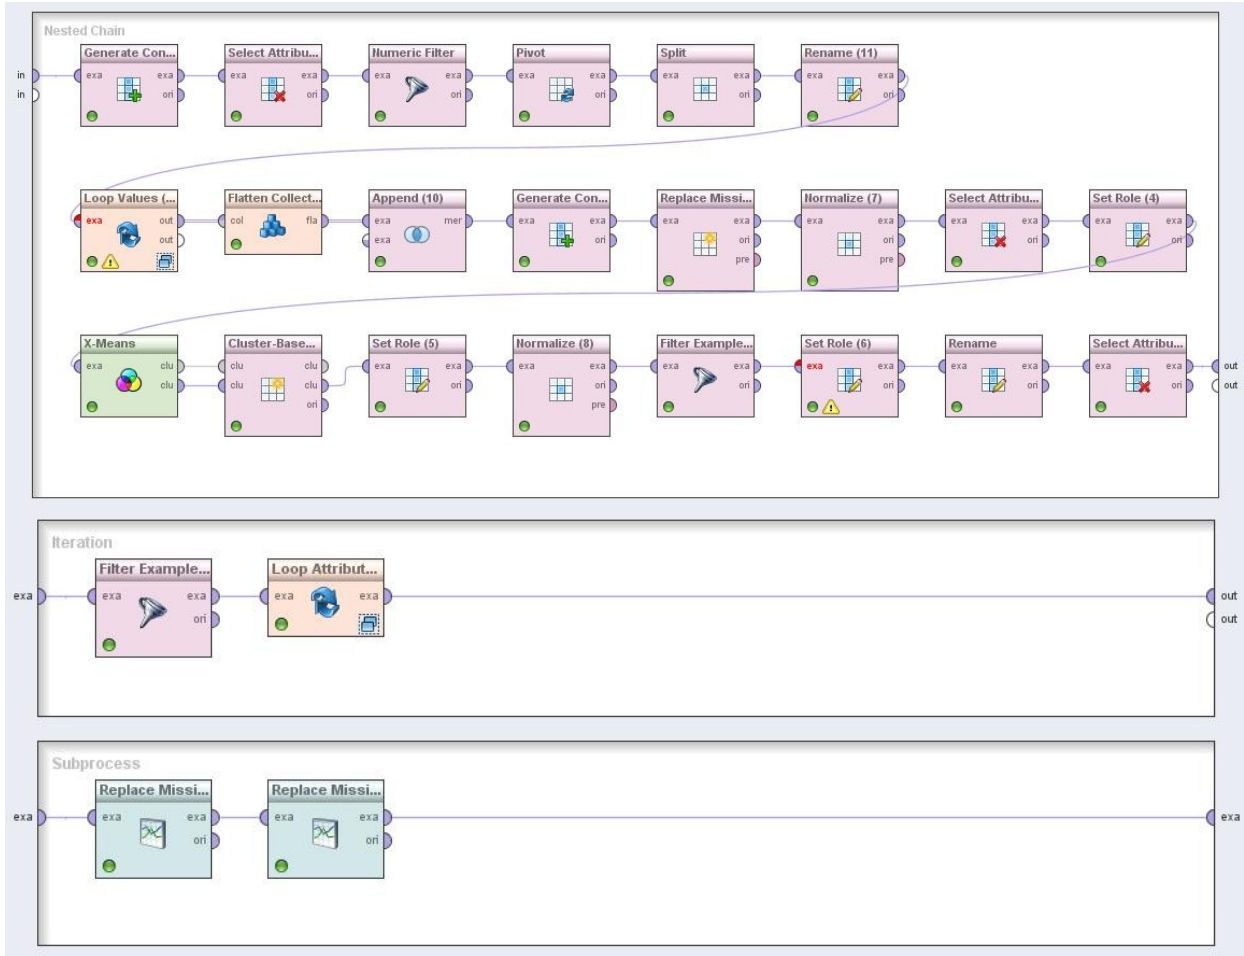 Nested Chain
Generate Con... Select Attribu... Numeric Filter Pivot Split Rename (11)
in exa exa exa exa exa exa exa exa exa exa exa exa
in ori ori ori ori ori
Loop Values (... Flatten Collect... Append (10) Generate Con... Replace Missi... Normalize (7) Select Attribu... Set Role (4)
exa out col fla exa mer exa exa exa exa exa exa exa exa exa exa
out exa ori ori ori ori ori
pre pre
X-Means Cluster-Base... Set Role (5) Normalize (8) Filter Example... Set Role (6) Rename Select Attribu...
exa clu clu clu exa exa exa exa exa exa exa exa exa exa exa exa out
clu clu clu ori ori ori ori ori ori out
ori pre
Iteration
Filter Example... Loop Attribut...
exa exa exa exa exa out
ori out
Subprocess
Replace Missi... Replace Missi...
exa exa exa exa exa exa
ori ori